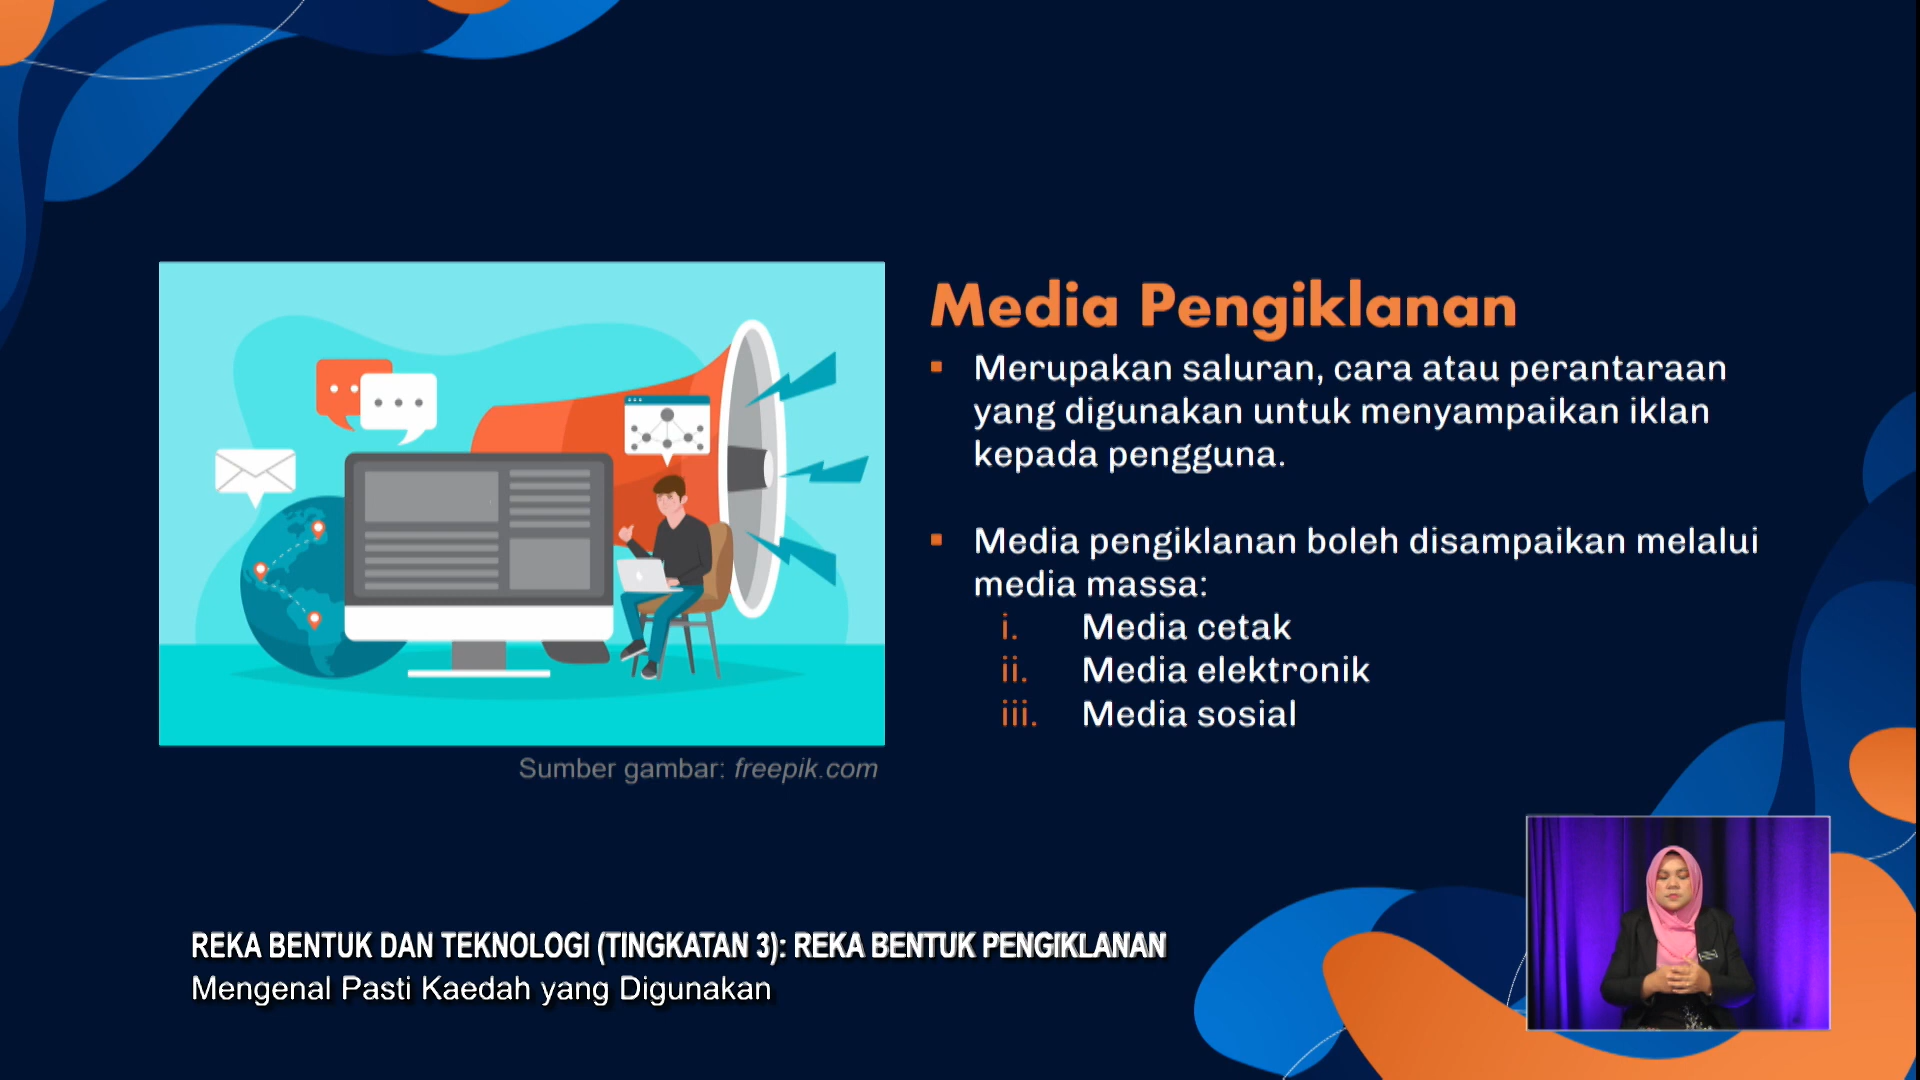 Media Pengiklanan
▪ Merupakan saluran, cara atau perantaraan
yang digunakan untuk menyampaikan iklan
kepada pengguna.
▪ Media pengiklanan boleh disampaikan melalui
media massa:
i. Media cetak
ii. Media elektronik
iii. Media sosial
Sumber gambar: freepik.com
REKA BENTUK DAN TEKNOLOGI (TINGKATAN 3): REKA BENTUK PENGIKLANAN
Mengenal Pasti Kaedah yang Digunakan